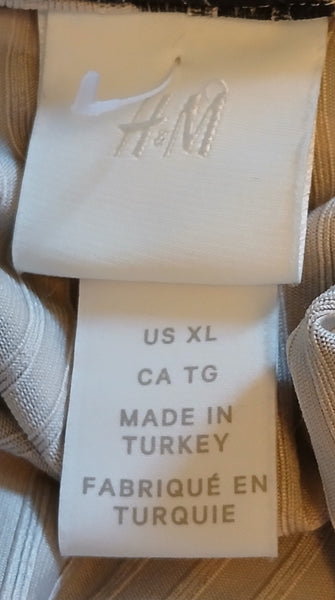 H&M
US XL
CA TG
MADE IN
TURKEY
FABRIQUÉ EN
TURQUIE